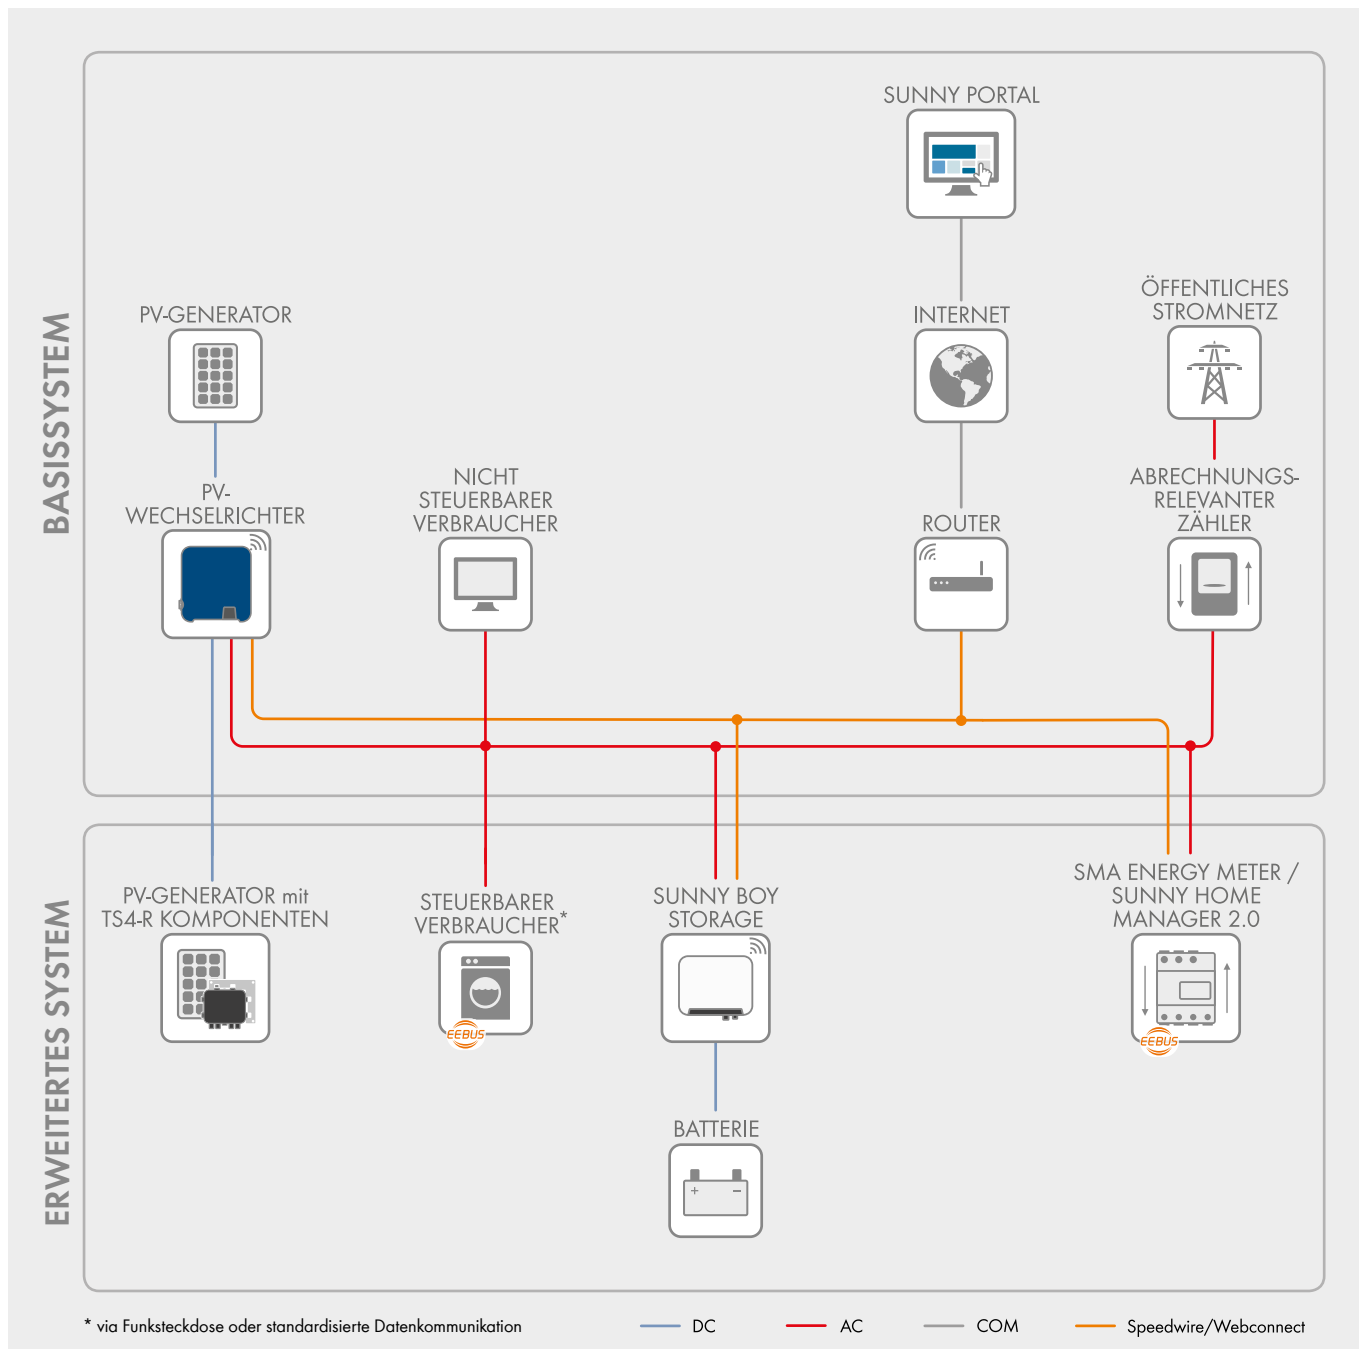 BASISSYSTEM
SUNNY PORTAL
PV-GENERATOR
INTERNET
ÖFFENTLICHES
STROMNETZ
PV-
WECHSELRICHTER
NICHT
STEUERBARER
VERBRAUCHER
ROUTER
ABRECHNUNGS-
RELEVANTER
ZÄHLER
ERWEITERTES SYSTEM
PV-GENERATOR mit
TS4-R KOMPONENTEN
STEUERBARER
VERBRAUCHER*
EEBUS
SUNNY BOY
STORAGE
SMA ENERGY METER /
SUNNY HOME
MANAGER 2.0
EEBUS
BATTERIE
+ −
* via Funksteckdose oder standardisierte Datenkommunikation
DC
AC
COM
Speedwire/Webconnect